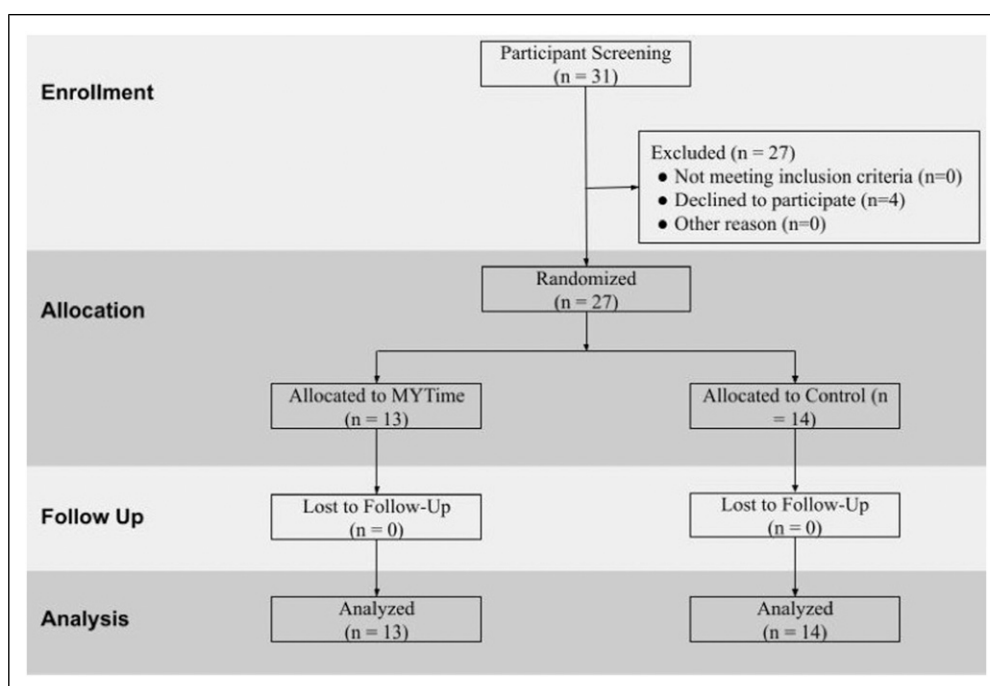 Participant Screening
(n = 31)
Enrollment
Excluded (n = 27)
● Not meeting inclusion criteria (n=0)
● Declined to participate (n=4)
● Other reason (n=0)
Randomized
(n = 27)
Allocation
Allocated to MYTime
(n = 13)
Allocated to Control (n
= 14)
Follow Up
Lost to Follow-Up
(n = 0)
Lost to Follow-Up
(n = 0)
Analysis
Analyzed
(n = 13)
Analyzed
(n = 14)